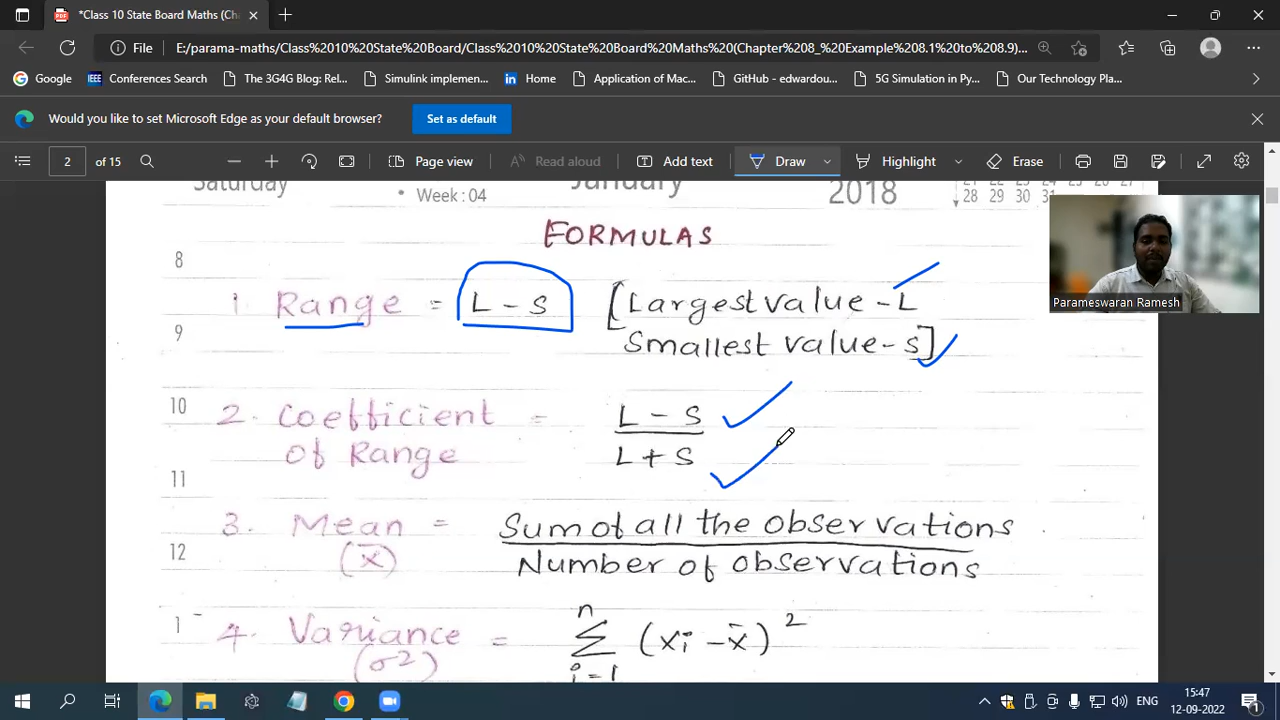 *Class 10 State Board Maths (Cha
File
E:/parama-maths/Class%2010%20State%20Board/Class%2010%20State%20Board%20Maths%20(Chapter%208_%20Example%208.1%20to%208.9)...
Google
Conferences Search
The 3G4G Blog: Rel...
Simulink implemen...
Home
Application of Mac...
GitHub - edwardou...
5G Simulation in Py...
Our Technology Pla...
Would you like to set Microsoft Edge as your default browser?
Set as default
2 of 15
Page view
Read aloud
Add text
Draw
Highlight
Erase
Saturday
Week : 04
January
2018
28 29 30
FORMULAS
8
1 Range = L - S [Largest value - L
9
Smallest value - S]
10
2. Coefficient = L - S
Of Range L + S
11
3. Mean = Sum of all the observations
12
(x̄) Number of observations
1
4. Variance = n Σ (xi - x̄) 2
(σ2) i = 1
Parameswaran Ramesh
ENG
15:47
12-09-2022